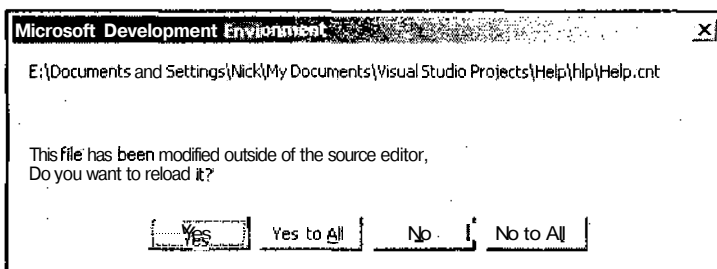 Microsoft Development Environment
E:\Documents and Settings\Nick\My Documents\Visual Studio Projects\Help\hlp\Help.cnt
This file has been modified outside of the source editor,
Do you want to reload it?
Yes Yes to All No No to All